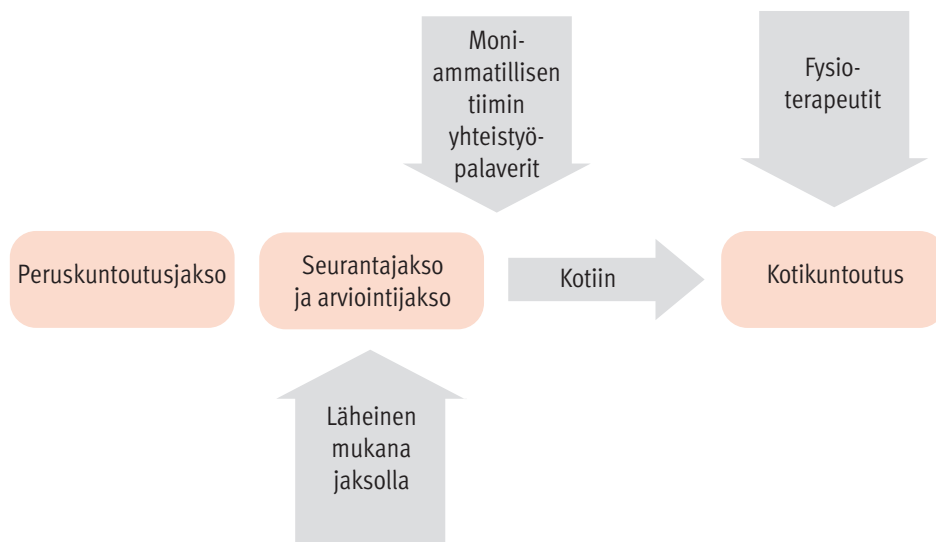 Moni-
ammatillisen
tiimin
yhteistyö-
palaverit
Fysio-
terapeutit
Peruskuntoutusjakso
Seurantajakso
ja arviointijakso
Kotiin
Kotikuntoutus
Läheinen
mukana
jaksolla